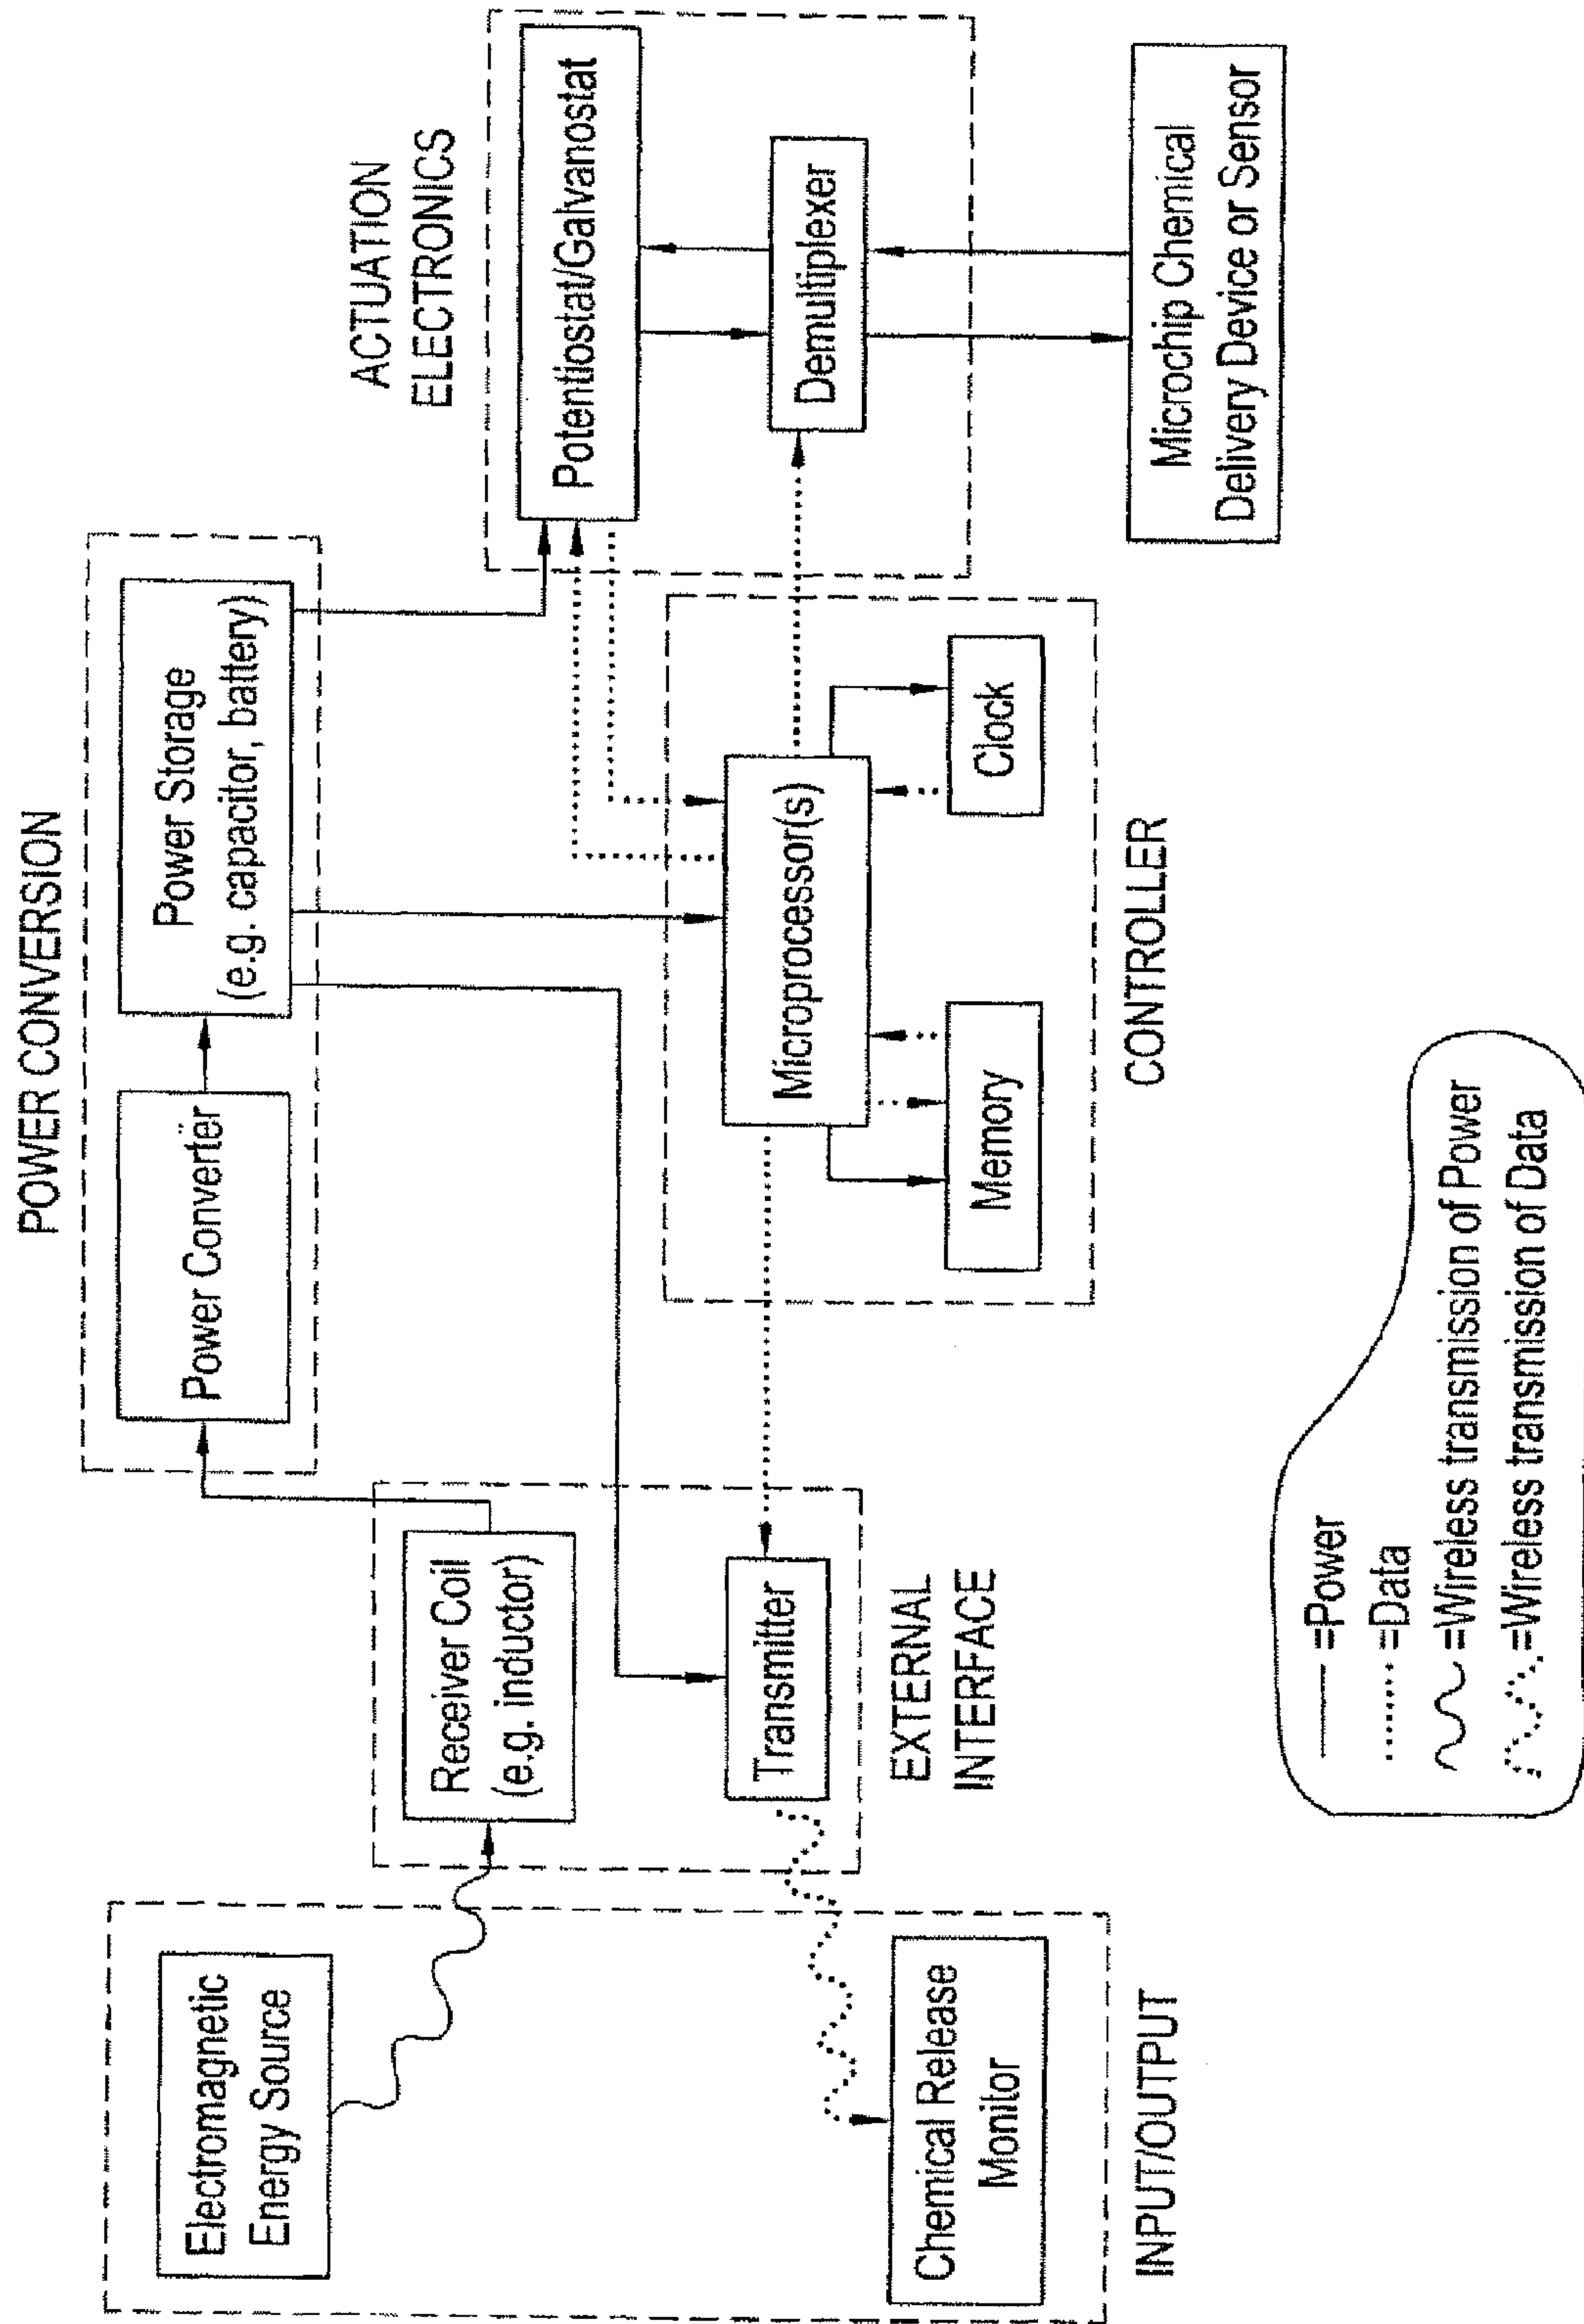 POWER CONVERSION
Power Converter
Power Storage
(e.g. capacitor, battery)
ACTUATION
ELECTRONICS
Potentiostat/Galvanostat
Demultiplexer
Microchip Chemical
Delivery Device or Sensor
Electromagnetic
Energy Source
Receiver Coil
(e.g. inductor)
Transmitter
EXTERNAL
INTERFACE
Microprocessor(s)
Memory
Clock
CONTROLLER
Chemical Release
Monitor
INPUT/OUTPUT
=Power
=Data
=Wireless transmission of Power
=Wireless transmission of Data